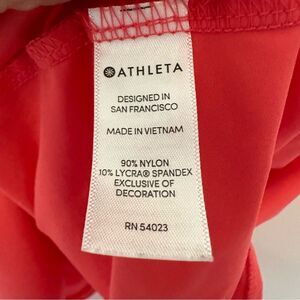 ATHLETA
DESIGNED IN
SAN FRANCISCO
MADE IN VIETNAM
90% NYLON
10% LYCRA® SPANDEX
EXCLUSIVE OF
DECORATION
RN 54023